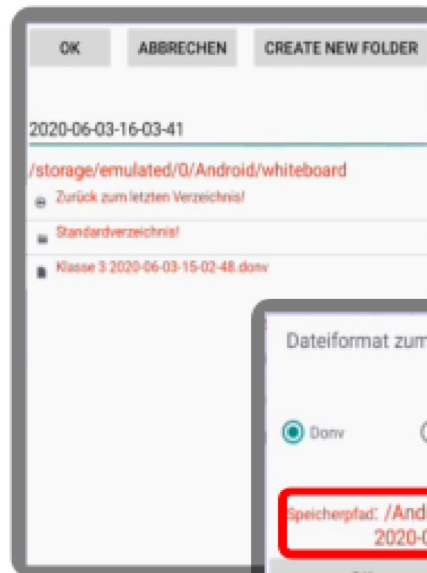 OK ABBRECHEN CREATE NEW FOLDER
2020-06-03-16-03-41
/storage/emulated/0/Android/whiteboard
Zurück zum letzten Verzeichnis!
Standardverzeichnis!
Klasse 3 2020-06-03-15-02-48.donv
Dateiformat zum
Donv
Speicherpfad: /And
2020-0